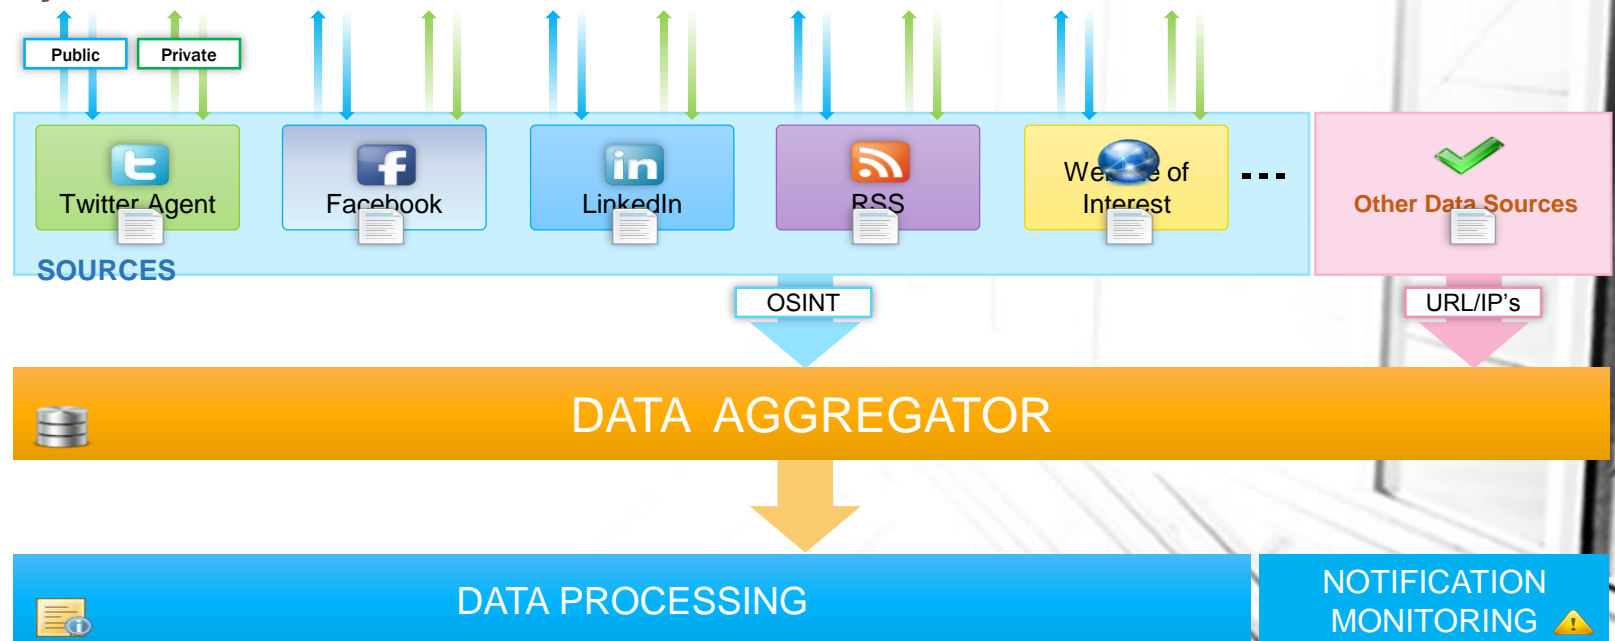 Public
Private
Twitter Agent
Facebook
LinkedIn
RSS
Website of
Interest
Other Data Sources
SOURCES
OSINT
URL/IP's
DATA AGGREGATOR
DATA PROCESSING
NOTIFICATION
MONITORING